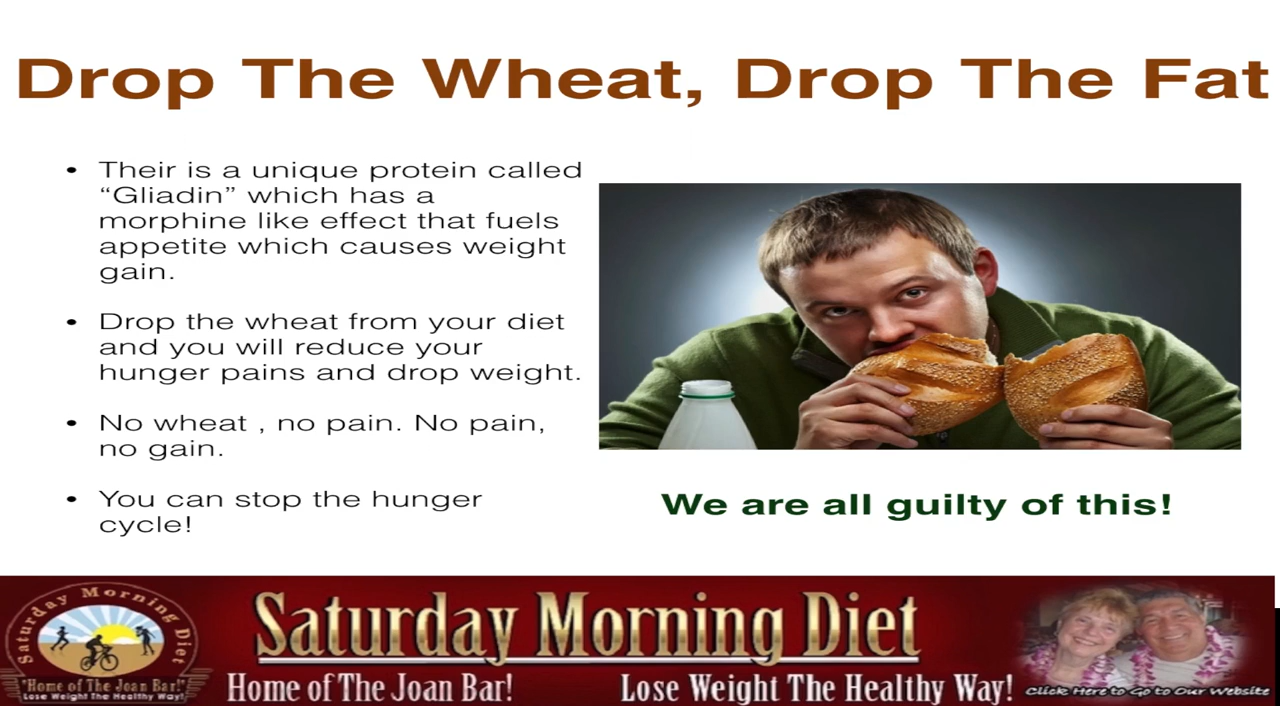 Drop The Wheat, Drop The Fat
• Their is a unique protein called
“Gliadin” which has a
morphine like effect that fuels
appetite which causes weight
gain.
• Drop the wheat from your diet
and you will reduce your
hunger pains and drop weight.
• No wheat , no pain. No pain,
no gain.
• You can stop the hunger
cycle!
We are all guilty of this!
Saturday Morning Diet
"Home of The Joan Bar!"
Lose Weight The Healthy Way!
Saturday Morning Diet
Home of The Joan Bar!
Lose Weight The Healthy Way!
Click Here to Go to Our Website